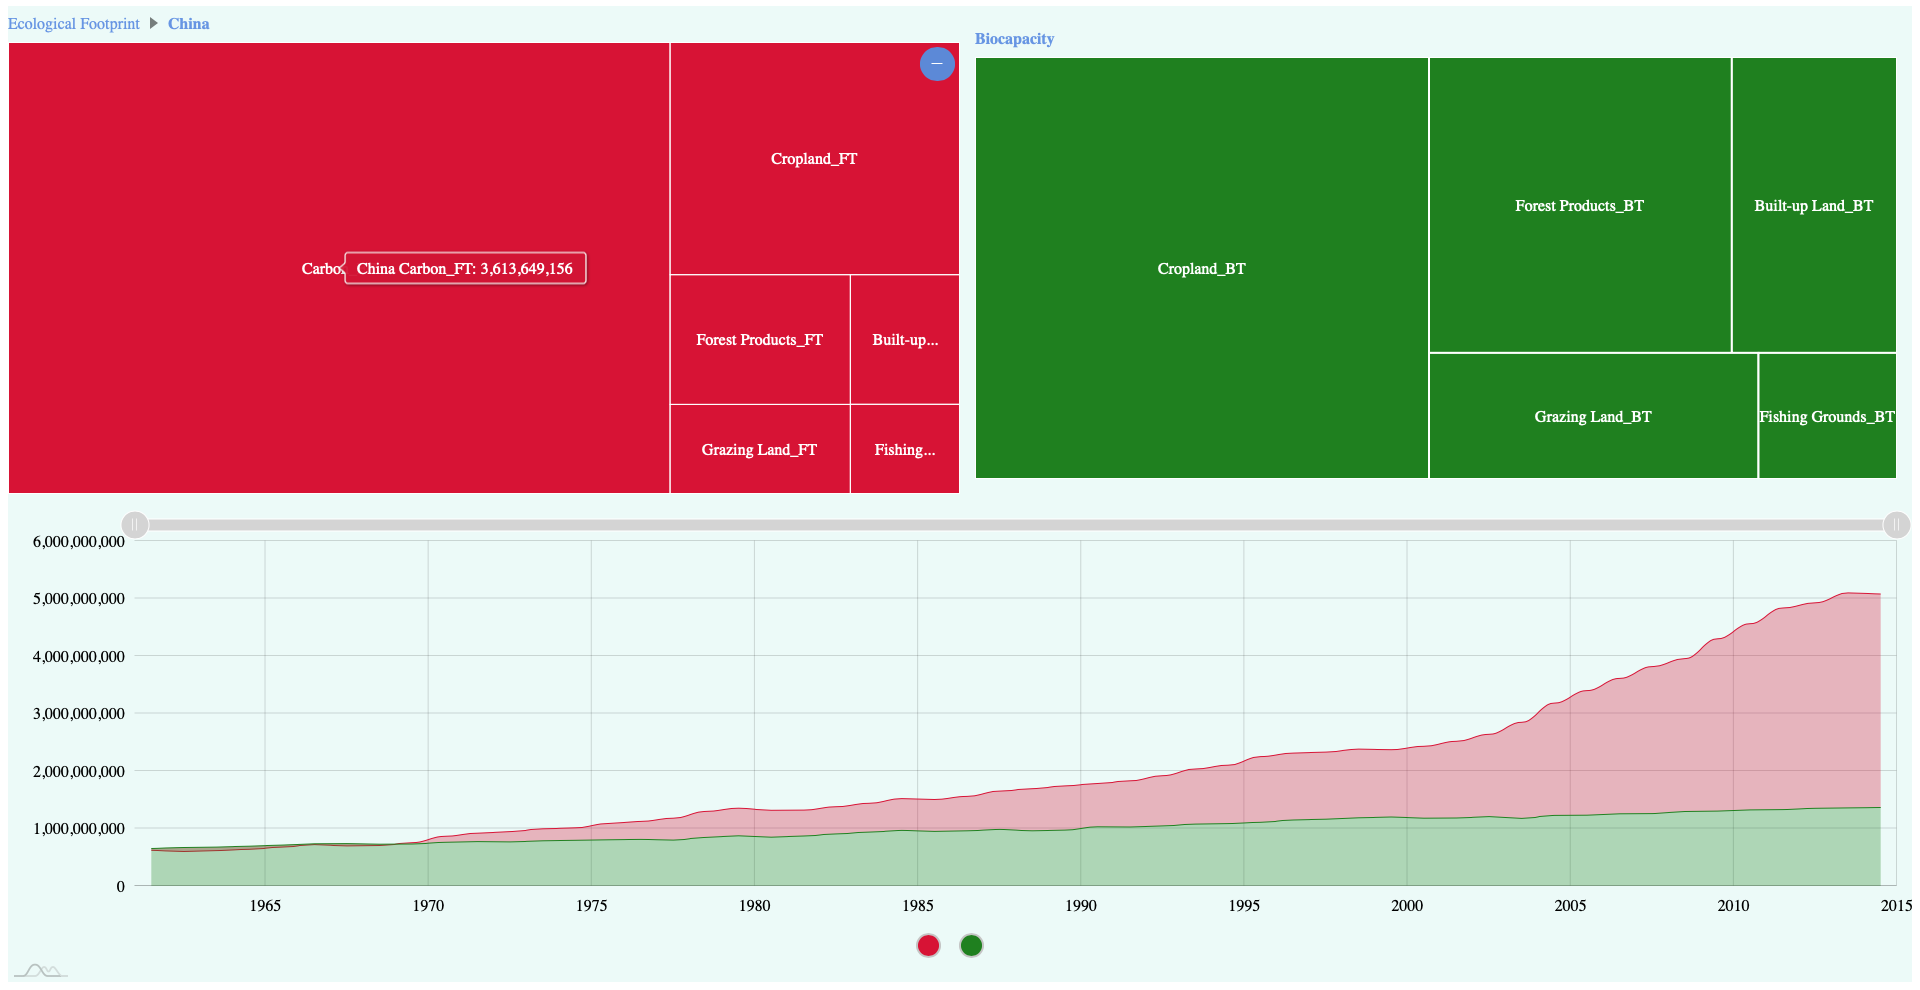 Ecological Footprint China
Biocapacity
Cropland_FT
Carbo
China Carbon_FT: 3,613,649,156
Forest Products_FT
Built-up...
Grazing Land_FT
Fishing...
Cropland_BT
Forest Products_BT
Built-up Land_BT
Grazing Land_BT
Fishing Grounds_BT
6,000,000,000
5,000,000,000
4,000,000,000
3,000,000,000
2,000,000,000
1,000,000,000
0
1965 1970 1975 1980 1985 1990 1995 2000 2005 2010 2015